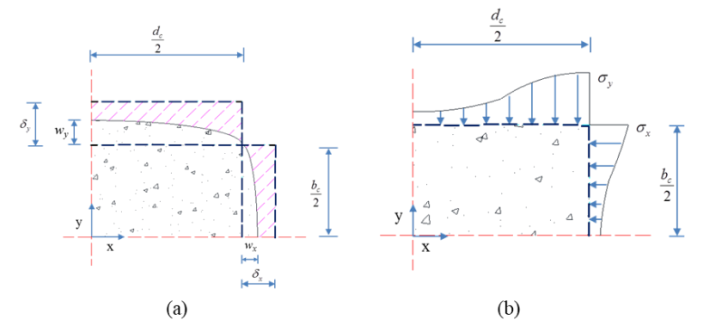 d_c/2
δ_y
w_y
b_c/2
y
x
w_x
δ_x
(a)
d_c/2
σ_y
σ_x
b_c/2
y
x
(b)